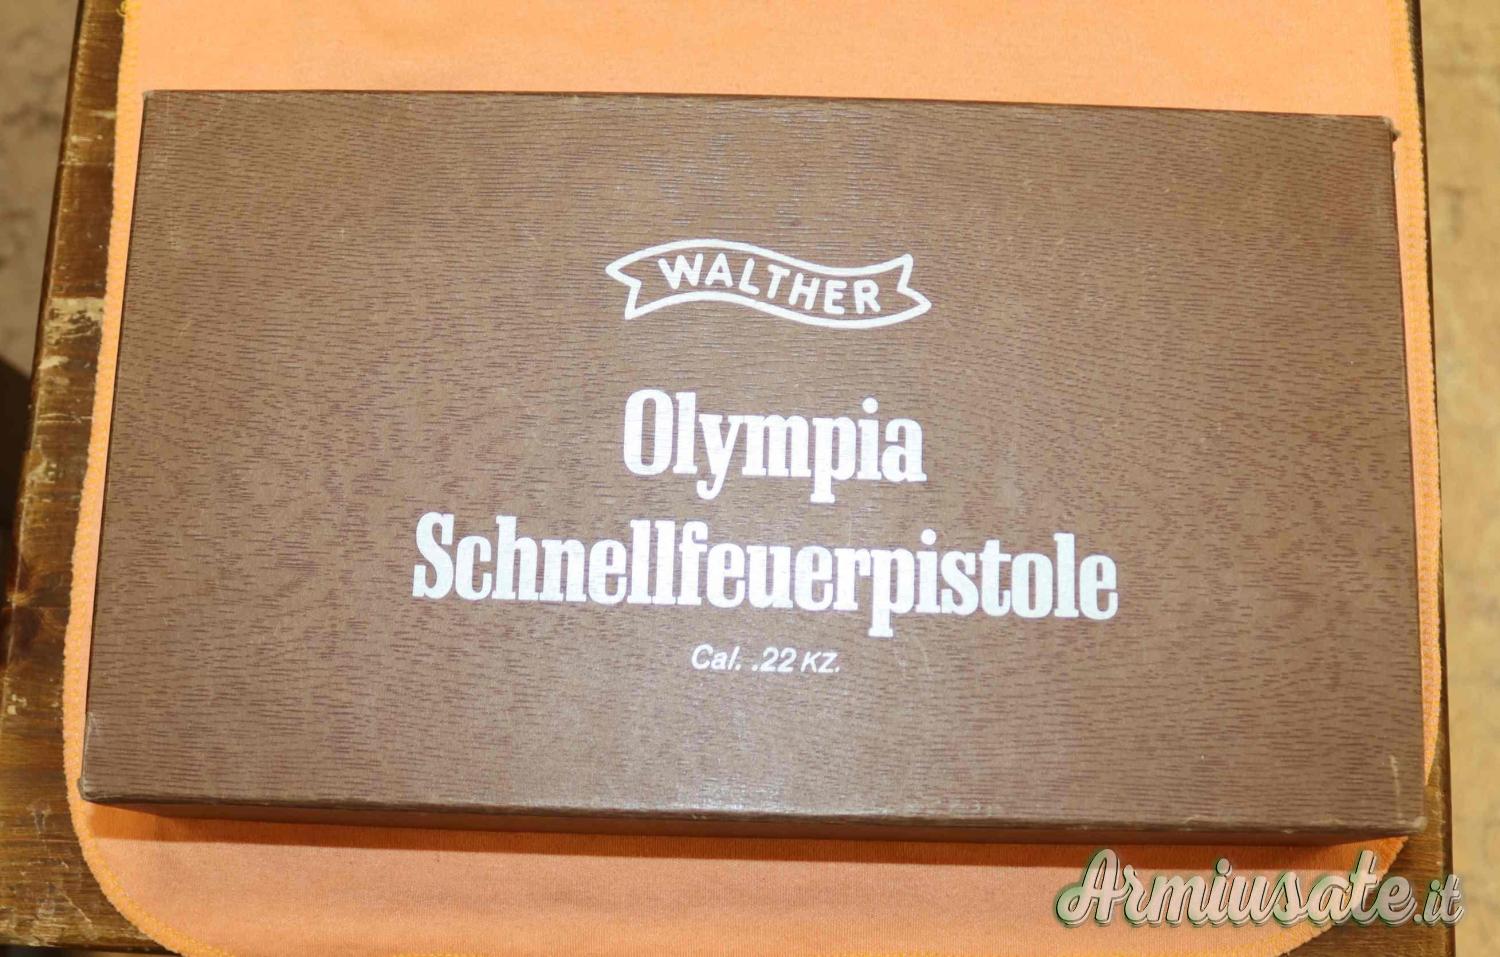 WALTHER
Olympia
Schnellfeuerpistole
Cal. .22 KZ.
Armiusate.it